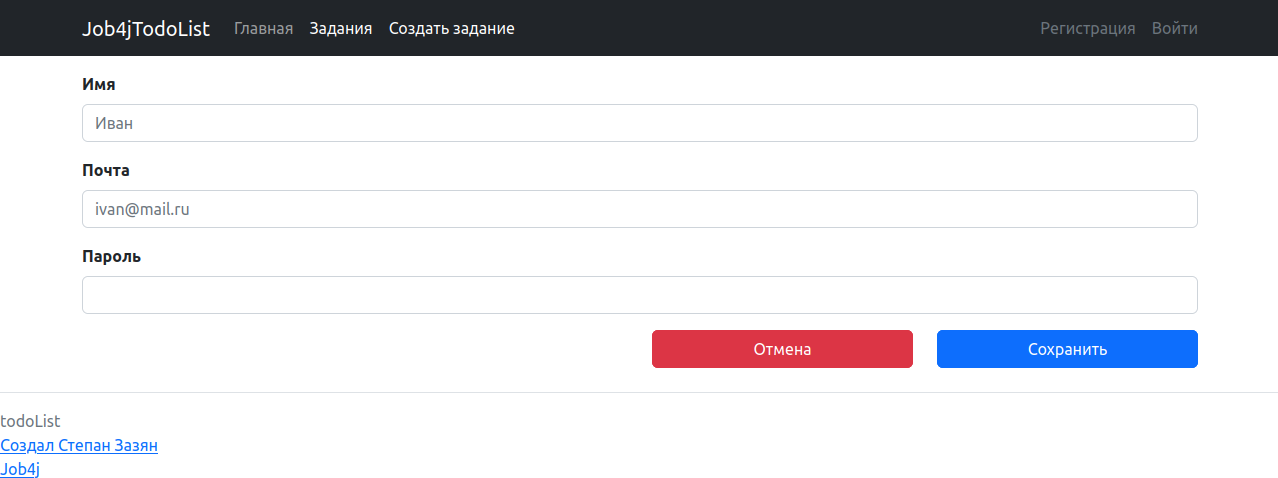 Job4jTodoList Главная Задания Создать задание Регистрация Войти
Имя
Иван
Почта
ivan@mail.ru
Пароль
Отмена Сохранить
todoList
Создал Степан Зазян
Job4j